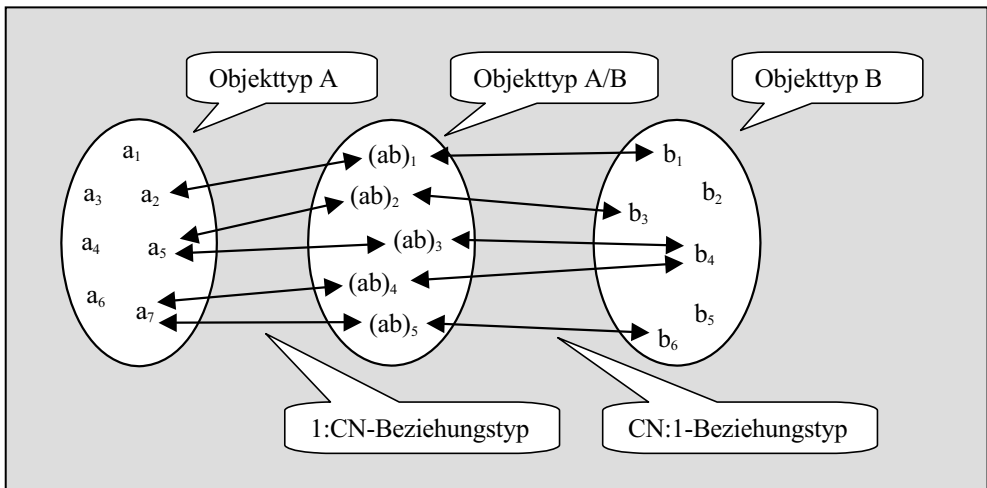 Objekttyp A
Objekttyp A/B
Objekttyp B
a₁
a₃
a₂
a₄
a₅
a₆
a₇
(ab)₁
(ab)₂
(ab)₃
(ab)₄
(ab)₅
b₁
b₂
b₃
b₄
b₅
b₆
1:CN-Beziehungstyp
CN:1-Beziehungstyp